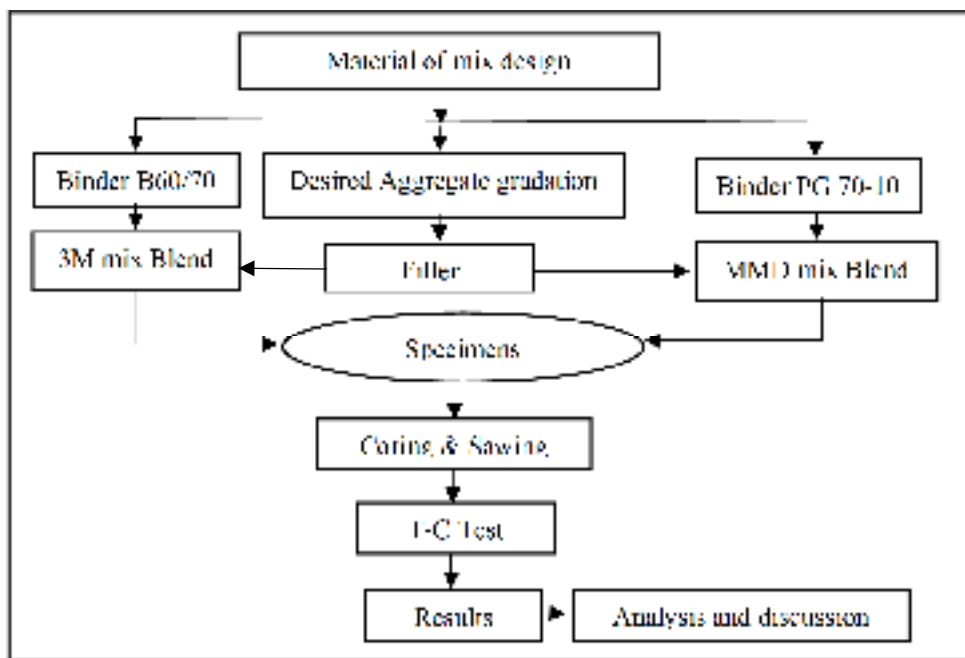 Material of mix design
Binder B60/70
Desired Aggregate gradation
Binder PG 70-10
3M mix Blend
Filler
MMD mix Blend
Specimens
Coring & Sawing
Test
Results
Analysis and discussion